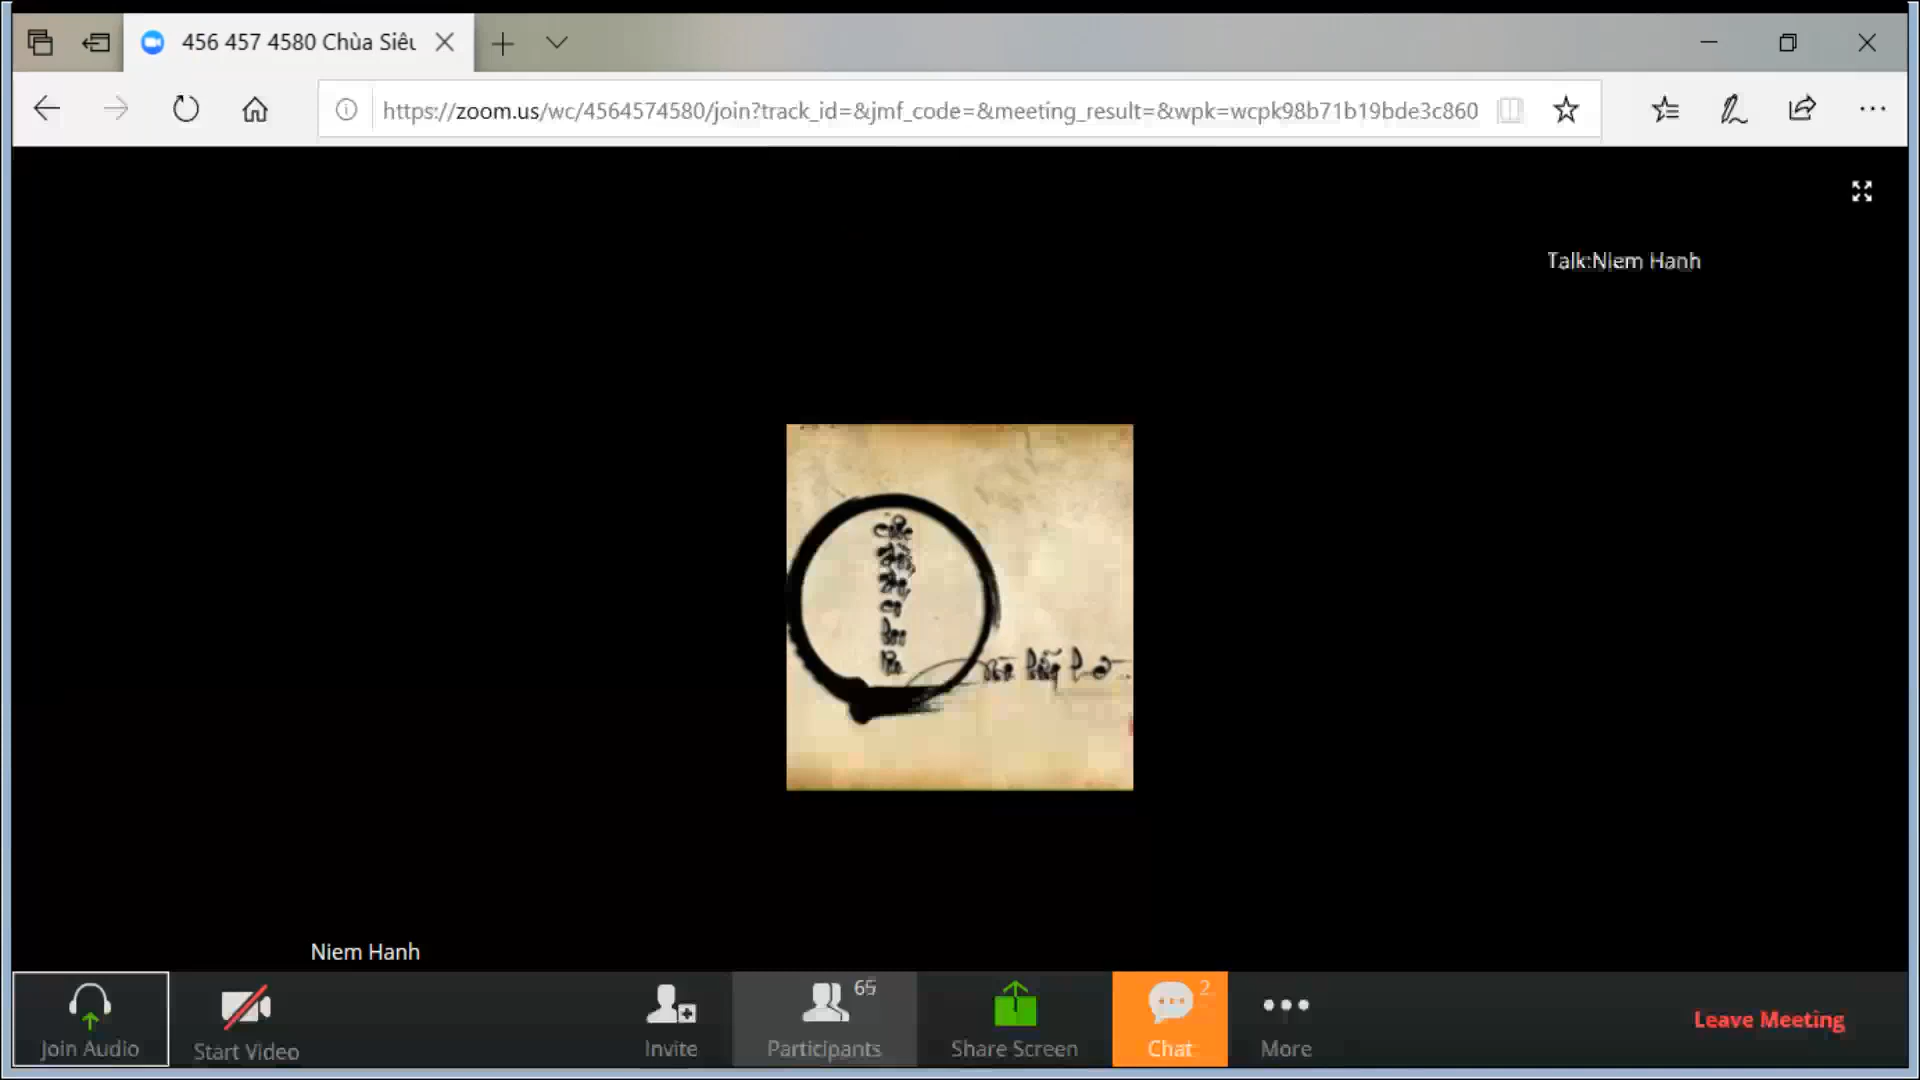 456 457 4580 Chùa Siêu
https://zoom.us/wc/4564574580/join?track_id=&jmf_code=&meeting_result=&wpk=wcpk98b71b19bde3c860
Talk:Niem Hanh
Niem Hanh
Join Audio
Start Video
Invite
65
Participants
Share Screen
2
Chat
More
Leave Meeting